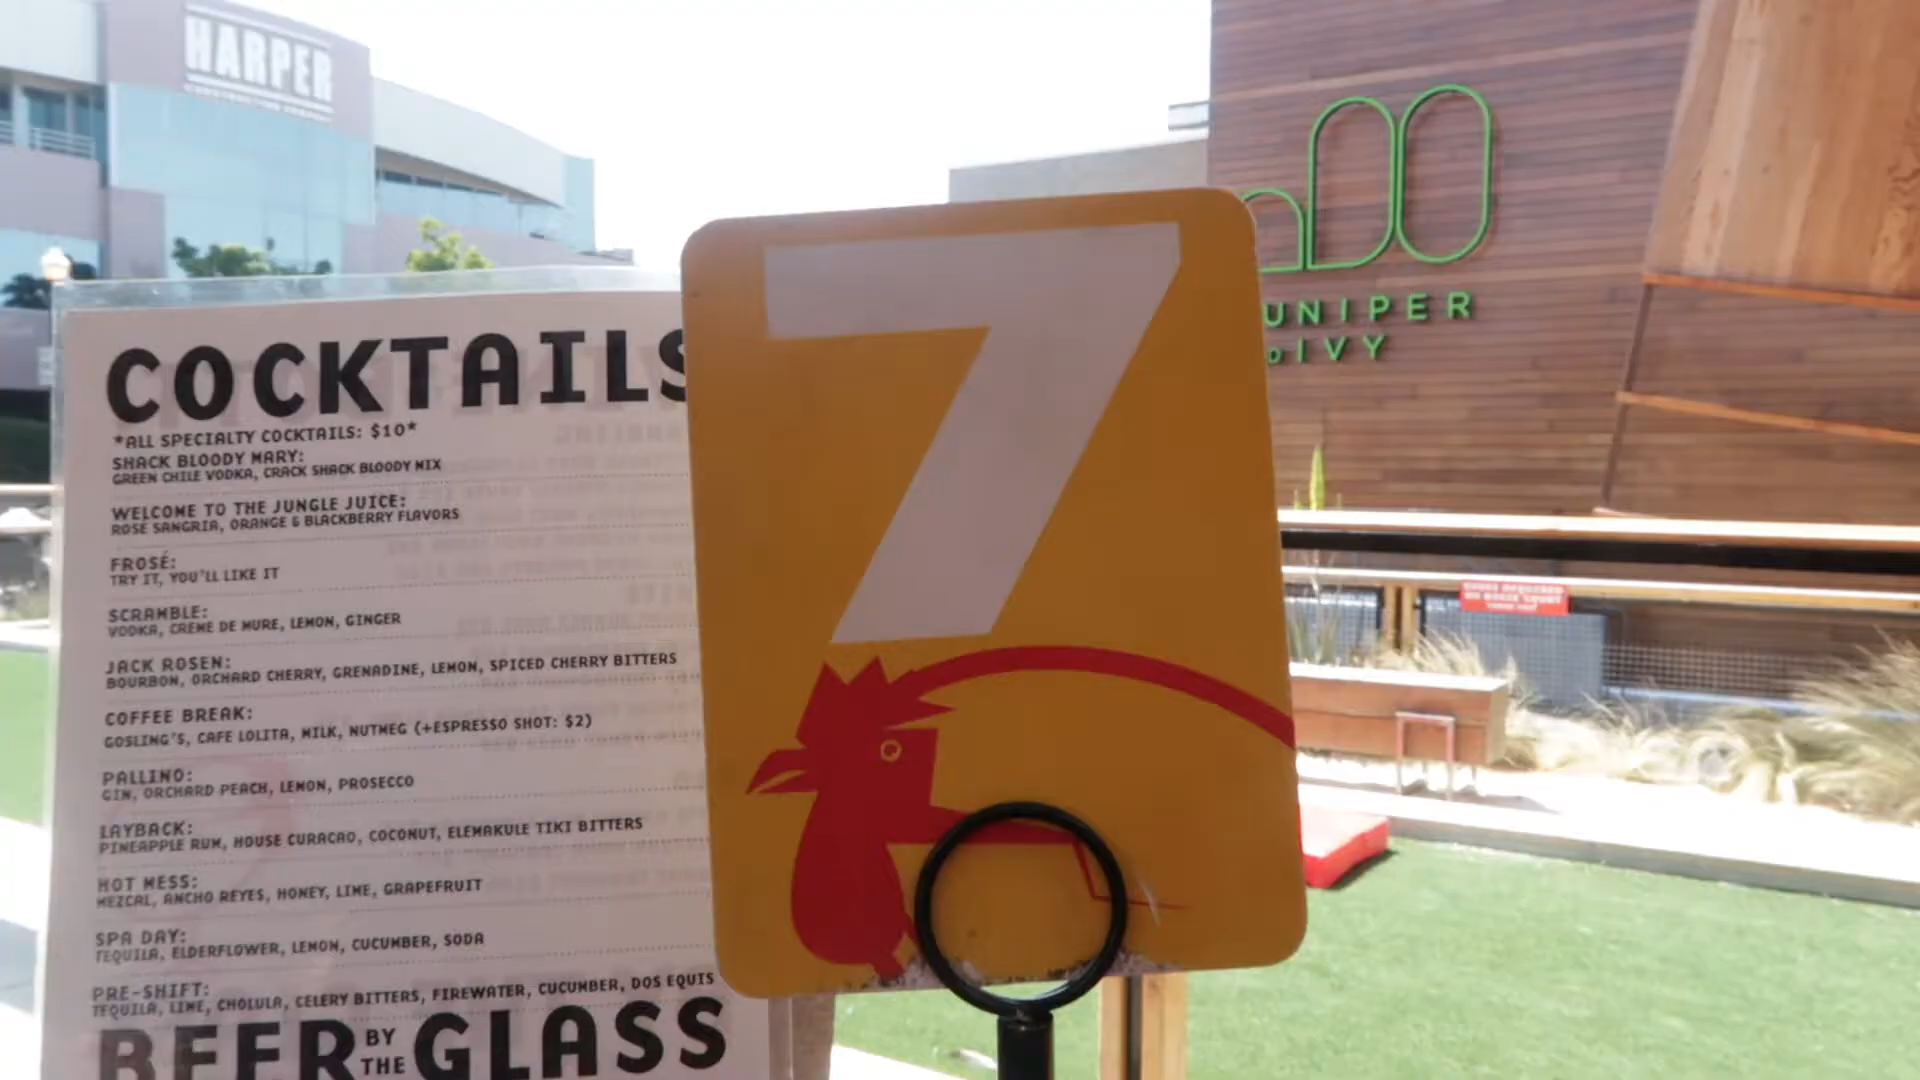 HARPER
CONSTRUCTION COMPANY
COCKTAILS
*ALL SPECIALTY COCKTAILS: $10*
SHACK BLOODY MARY:
GREEN CHILE VODKA, CRACK SHACK BLOODY MIX
WELCOME TO THE JUNGLE JUICE:
ROSE SANGRIA, ORANGE & BLACKBERRY FLAVORS
FROSÉ:
TRY IT, YOU'LL LIKE IT
SCRAMBLE:
VODKA, CREME DE MURE, LEMON, GINGER
JACK ROSEN:
BOURBON, ORCHARD CHERRY, GRENADINE, LEMON, SPICED CHERRY BITTERS
COFFEE BREAK:
GOSLING'S, CAFE LOLITA, MILK, NUTMEG (+ESPRESSO SHOT: $2)
PALLINO:
GIN, ORCHARD PEACH, LEMON, PROSECCO
LAYBACK:
PINEAPPLE RUM, HOUSE CURACAO, COCONUT, ELEMAKULE TIKI BITTERS
HOT MESS:
MEZCAL, ANCHO REYES, HONEY, LIME, GRAPEFRUIT
SPA DAY:
TEQUILA, ELDERFLOWER, LEMON, CUCUMBER, SODA
PRE-SHIFT:
TEQUILA, LIME, CHOLULA, CELERY BITTERS, FIREWATER, CUCUMBER, DOS EQUIS
BEER BY THE GLASS
7
UNIPER
IVY